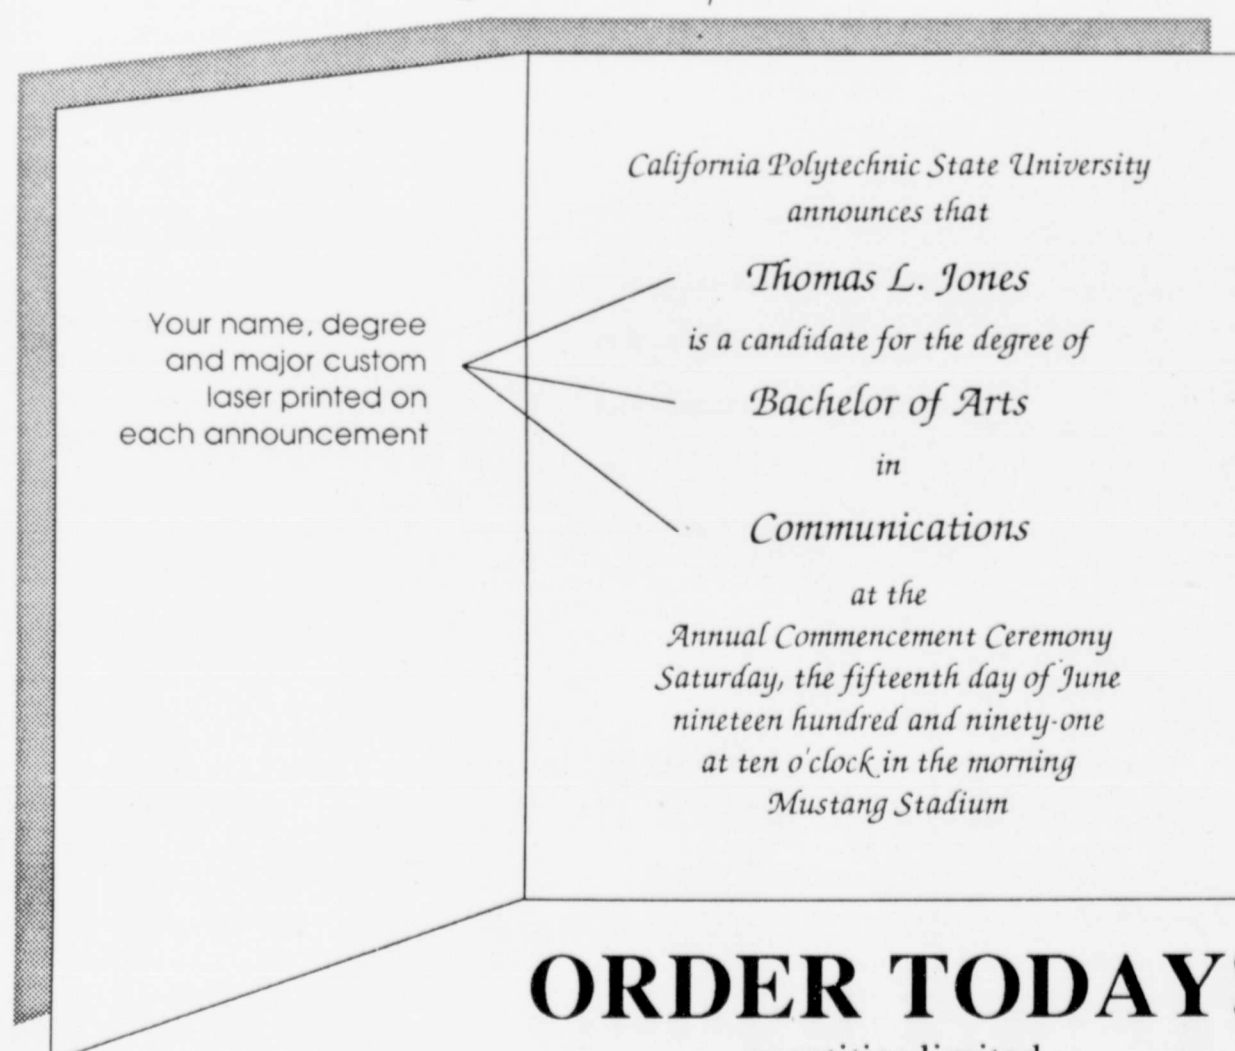 Your name, degree
and major custom
laser printed on
each announcement
California Polytechnic State University
announces that
Thomas L. Jones
is a candidate for the degree of
Bachelor of Arts
in
Communications
at the
Annual Commencement Ceremony
Saturday, the fifteenth day of June
nineteen hundred and ninety-one
at ten o'clock in the morning
Mustang Stadium
ORDER TODAY!
limited